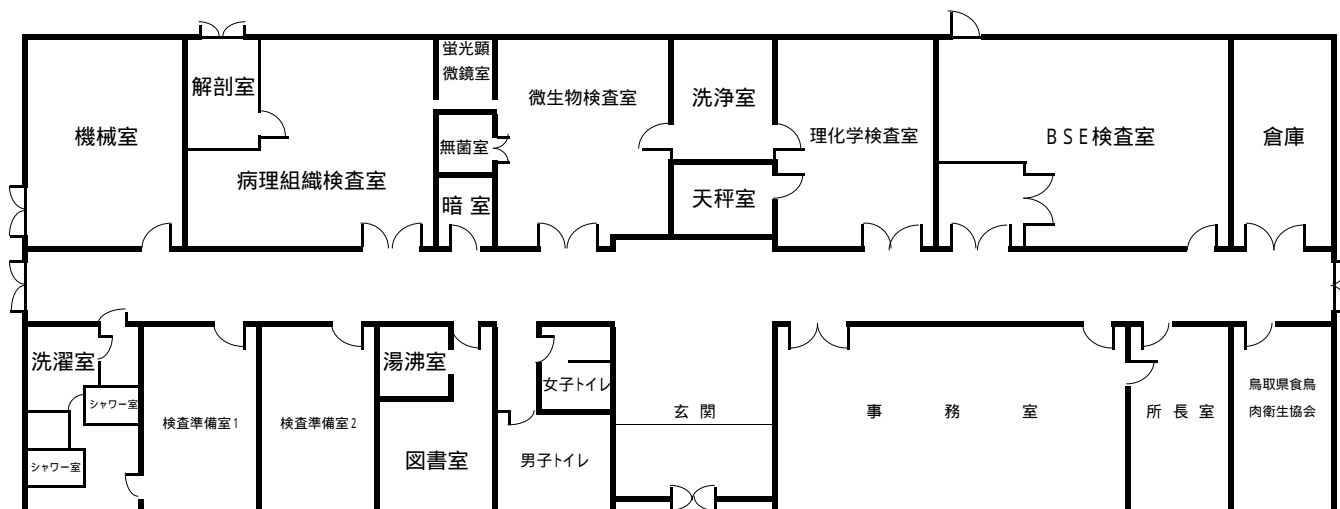 蛍光顕
微鏡室
解剖室
機械室
病理組織検査室
無菌室
暗 室
微生物検査室
洗浄室
天秤室
理化学検査室
BSE検査室
倉庫
洗濯室
シャワー室
シャワー室
検査準備室1
検査準備室2
湯沸室
図書室
女子トイレ
男子トイレ
玄 関
事 務 室
所 長 室
鳥取県食鳥
肉衛生協会